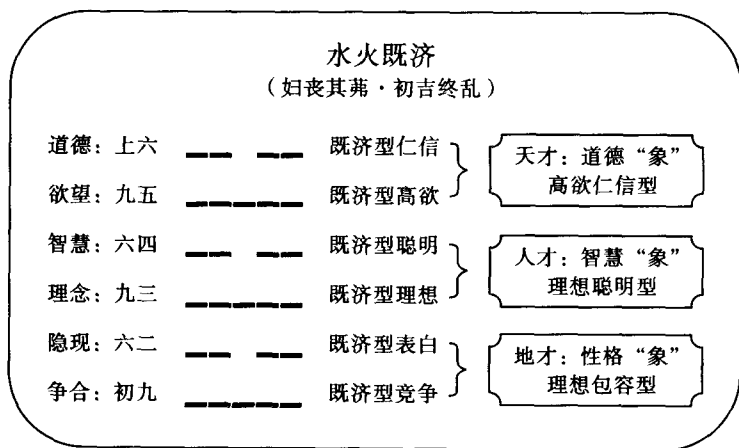 水火既济
（妇丧其茀·初吉终乱）
道德：上六 既济型仁信
欲望：九五 既济型高欲
天才：道德“象”
高欲仁信型
智慧：六四 既济型聪明
理念：九三 既济型理想
人才：智慧“象”
理想聪明型
隐现：六二 既济型表白
争合：初九 既济型竞争
地才：性格“象”
理想包容型